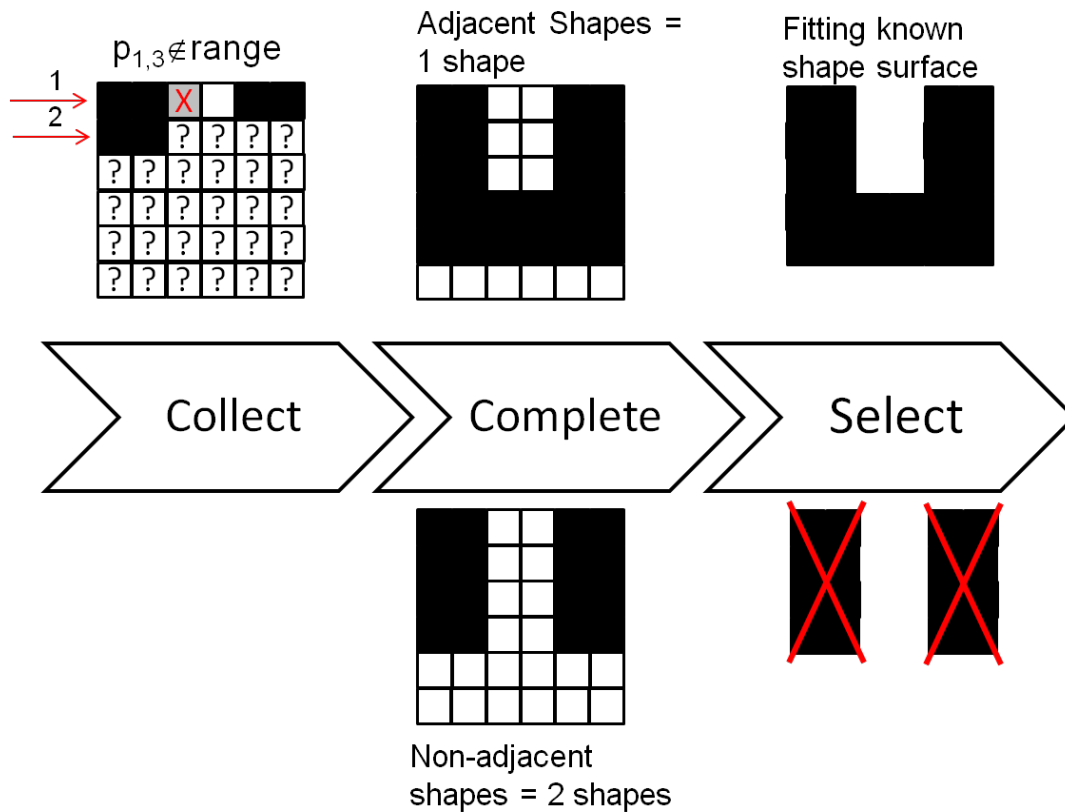 p1,3∉range
1
X
2
? ? ? ?
? ? ? ? ? ?
? ? ? ? ? ?
? ? ? ? ? ?
? ? ? ? ? ?
Adjacent Shapes =
1 shape
Fitting known
shape surface
Collect
Complete
Select
Non-adjacent
shapes = 2 shapes